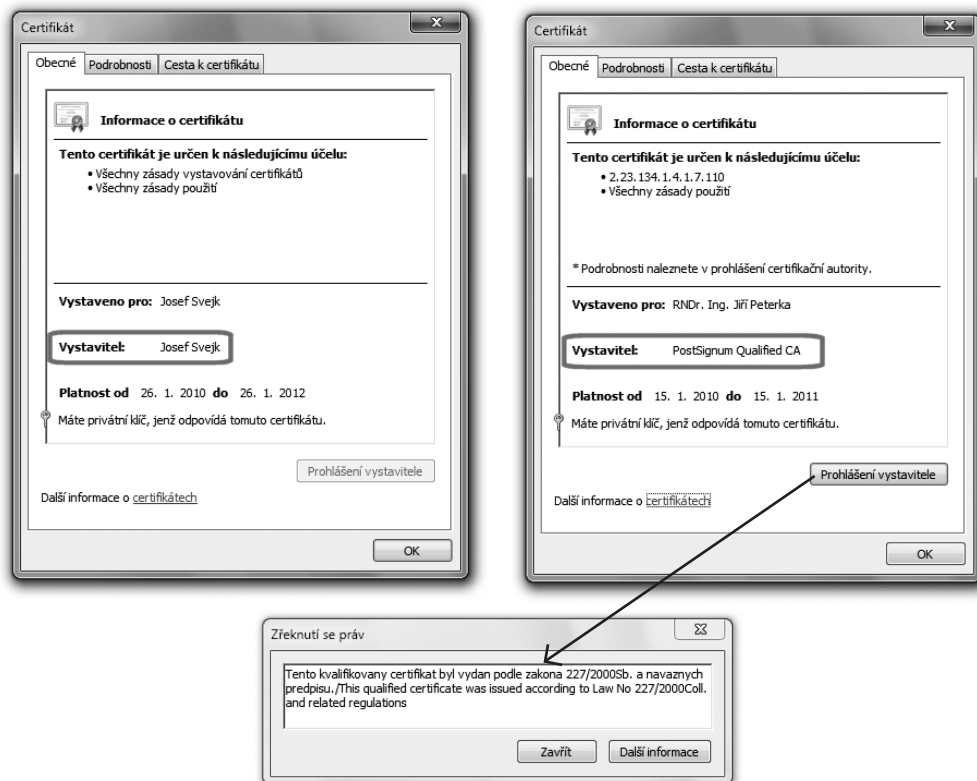 Certifikát
Obecné
Podrobnosti
Cesta k certifikátu
Informace o certifikátu
Tento certifikát je určen k následujícímu účelu:
• Všechny zásady vystavování certifikátů
• Všechny zásady použití
Vystaveno pro: Josef Svejk
Vystavitel: Josef Svejk
Platnost od 26. 1. 2010 do 26. 1. 2012
Máte privátní klíč, jenž odpovídá tomuto certifikátu.
Prohlášení vystavitele
Další informace o certifikátech
OK
Certifikát
Obecné
Podrobnosti
Cesta k certifikátu
Informace o certifikátu
Tento certifikát je určen k následujícímu účelu:
• 2.23.134.1.4.1.7.110
• Všechny zásady použití
* Podrobnosti naleznete v prohlášení certifikační autority.
Vystaveno pro: RNDr. Ing. Jiří Peterka
Vystavitel: PostSignum Qualified CA
Platnost od 15. 1. 2010 do 15. 1. 2011
Máte privátní klíč, jenž odpovídá tomuto certifikátu.
Prohlášení vystavitele
Další informace o certifikátech
OK
Zřeknutí se práv
Tento kvalifikovany certifikat byl vydan podle zakona 227/2000Sb. a navaznych
predpisu./This qualified certificate was issued according to Law No 227/2000Coll.
and related regulations
Zavřít
Další informace